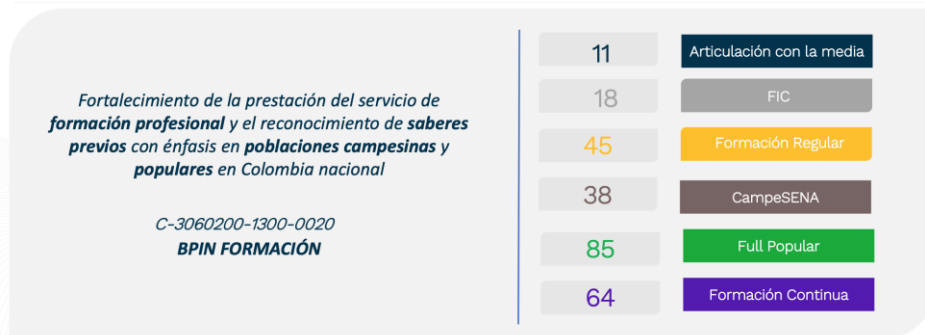 Fortalecimiento de la prestación del servicio de
formación profesional y el reconocimiento de saberes
previos con énfasis en poblaciones campesinas y
populares en Colombia nacional
C-3060200-1300-0020
BPIN FORMACIÓN
11 Articulación con la media
18 FIC
45 Formación Regular
38 CampeSENA
85 Full Popular
64 Formación Continua